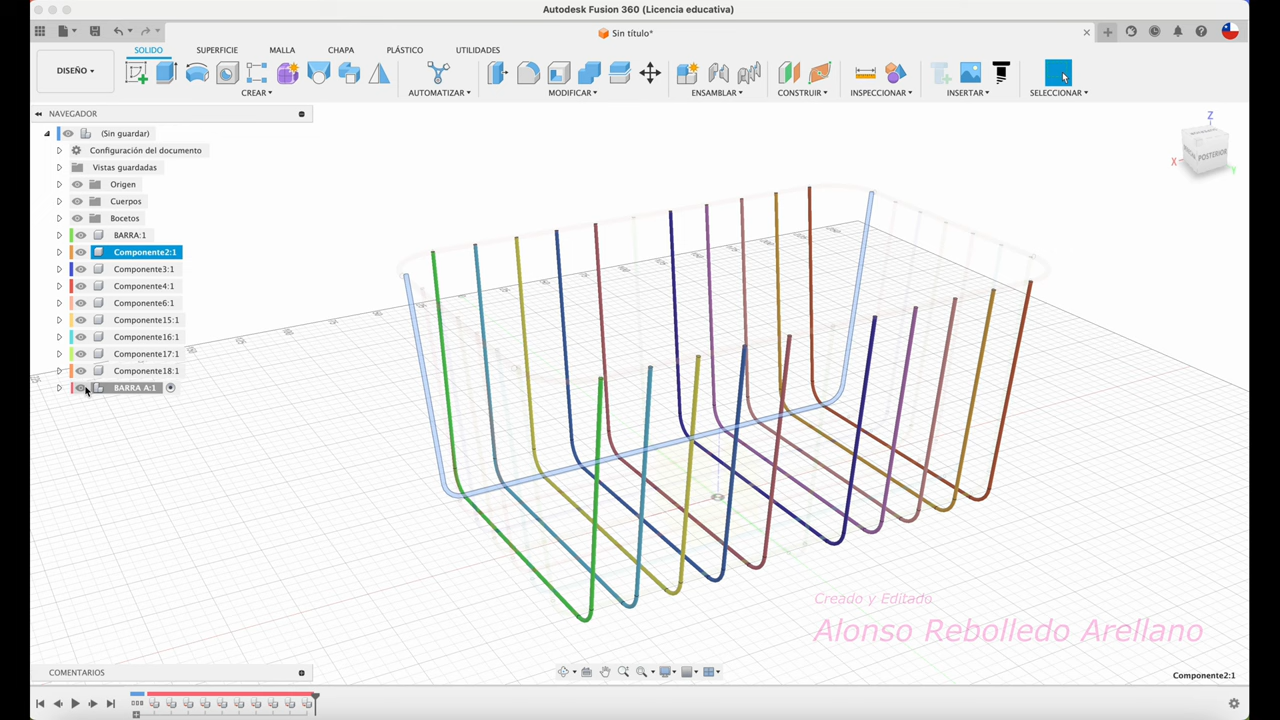 Autodesk Fusion 360 (Licencia educativa)
Sin título*
SOLIDO
SUPERFICIE
MALLA
CHAPA
PLÁSTICO
UTILIDADES
DISEÑO
CREAR
AUTOMATIZAR
MODIFICAR
ENSAMBLAR
CONSTRUIR
INSPECCIONAR
INSERTAR
SELECCIONAR
NAVEGADOR
(Sin guardar)
Configuración del documento
Vistas guardadas
Origen
Cuerpos
Bocetos
BARRA:1
Componente2:1
Componente3:1
Componente4:1
Componente6:1
Componente15:1
Componente16:1
Componente17:1
Componente18:1
BARRA A:1
Z
POSTERIOR
X
Y
Creado y Editado
Alonso Rebolledo Arellano
COMENTARIOS
Componente2:1